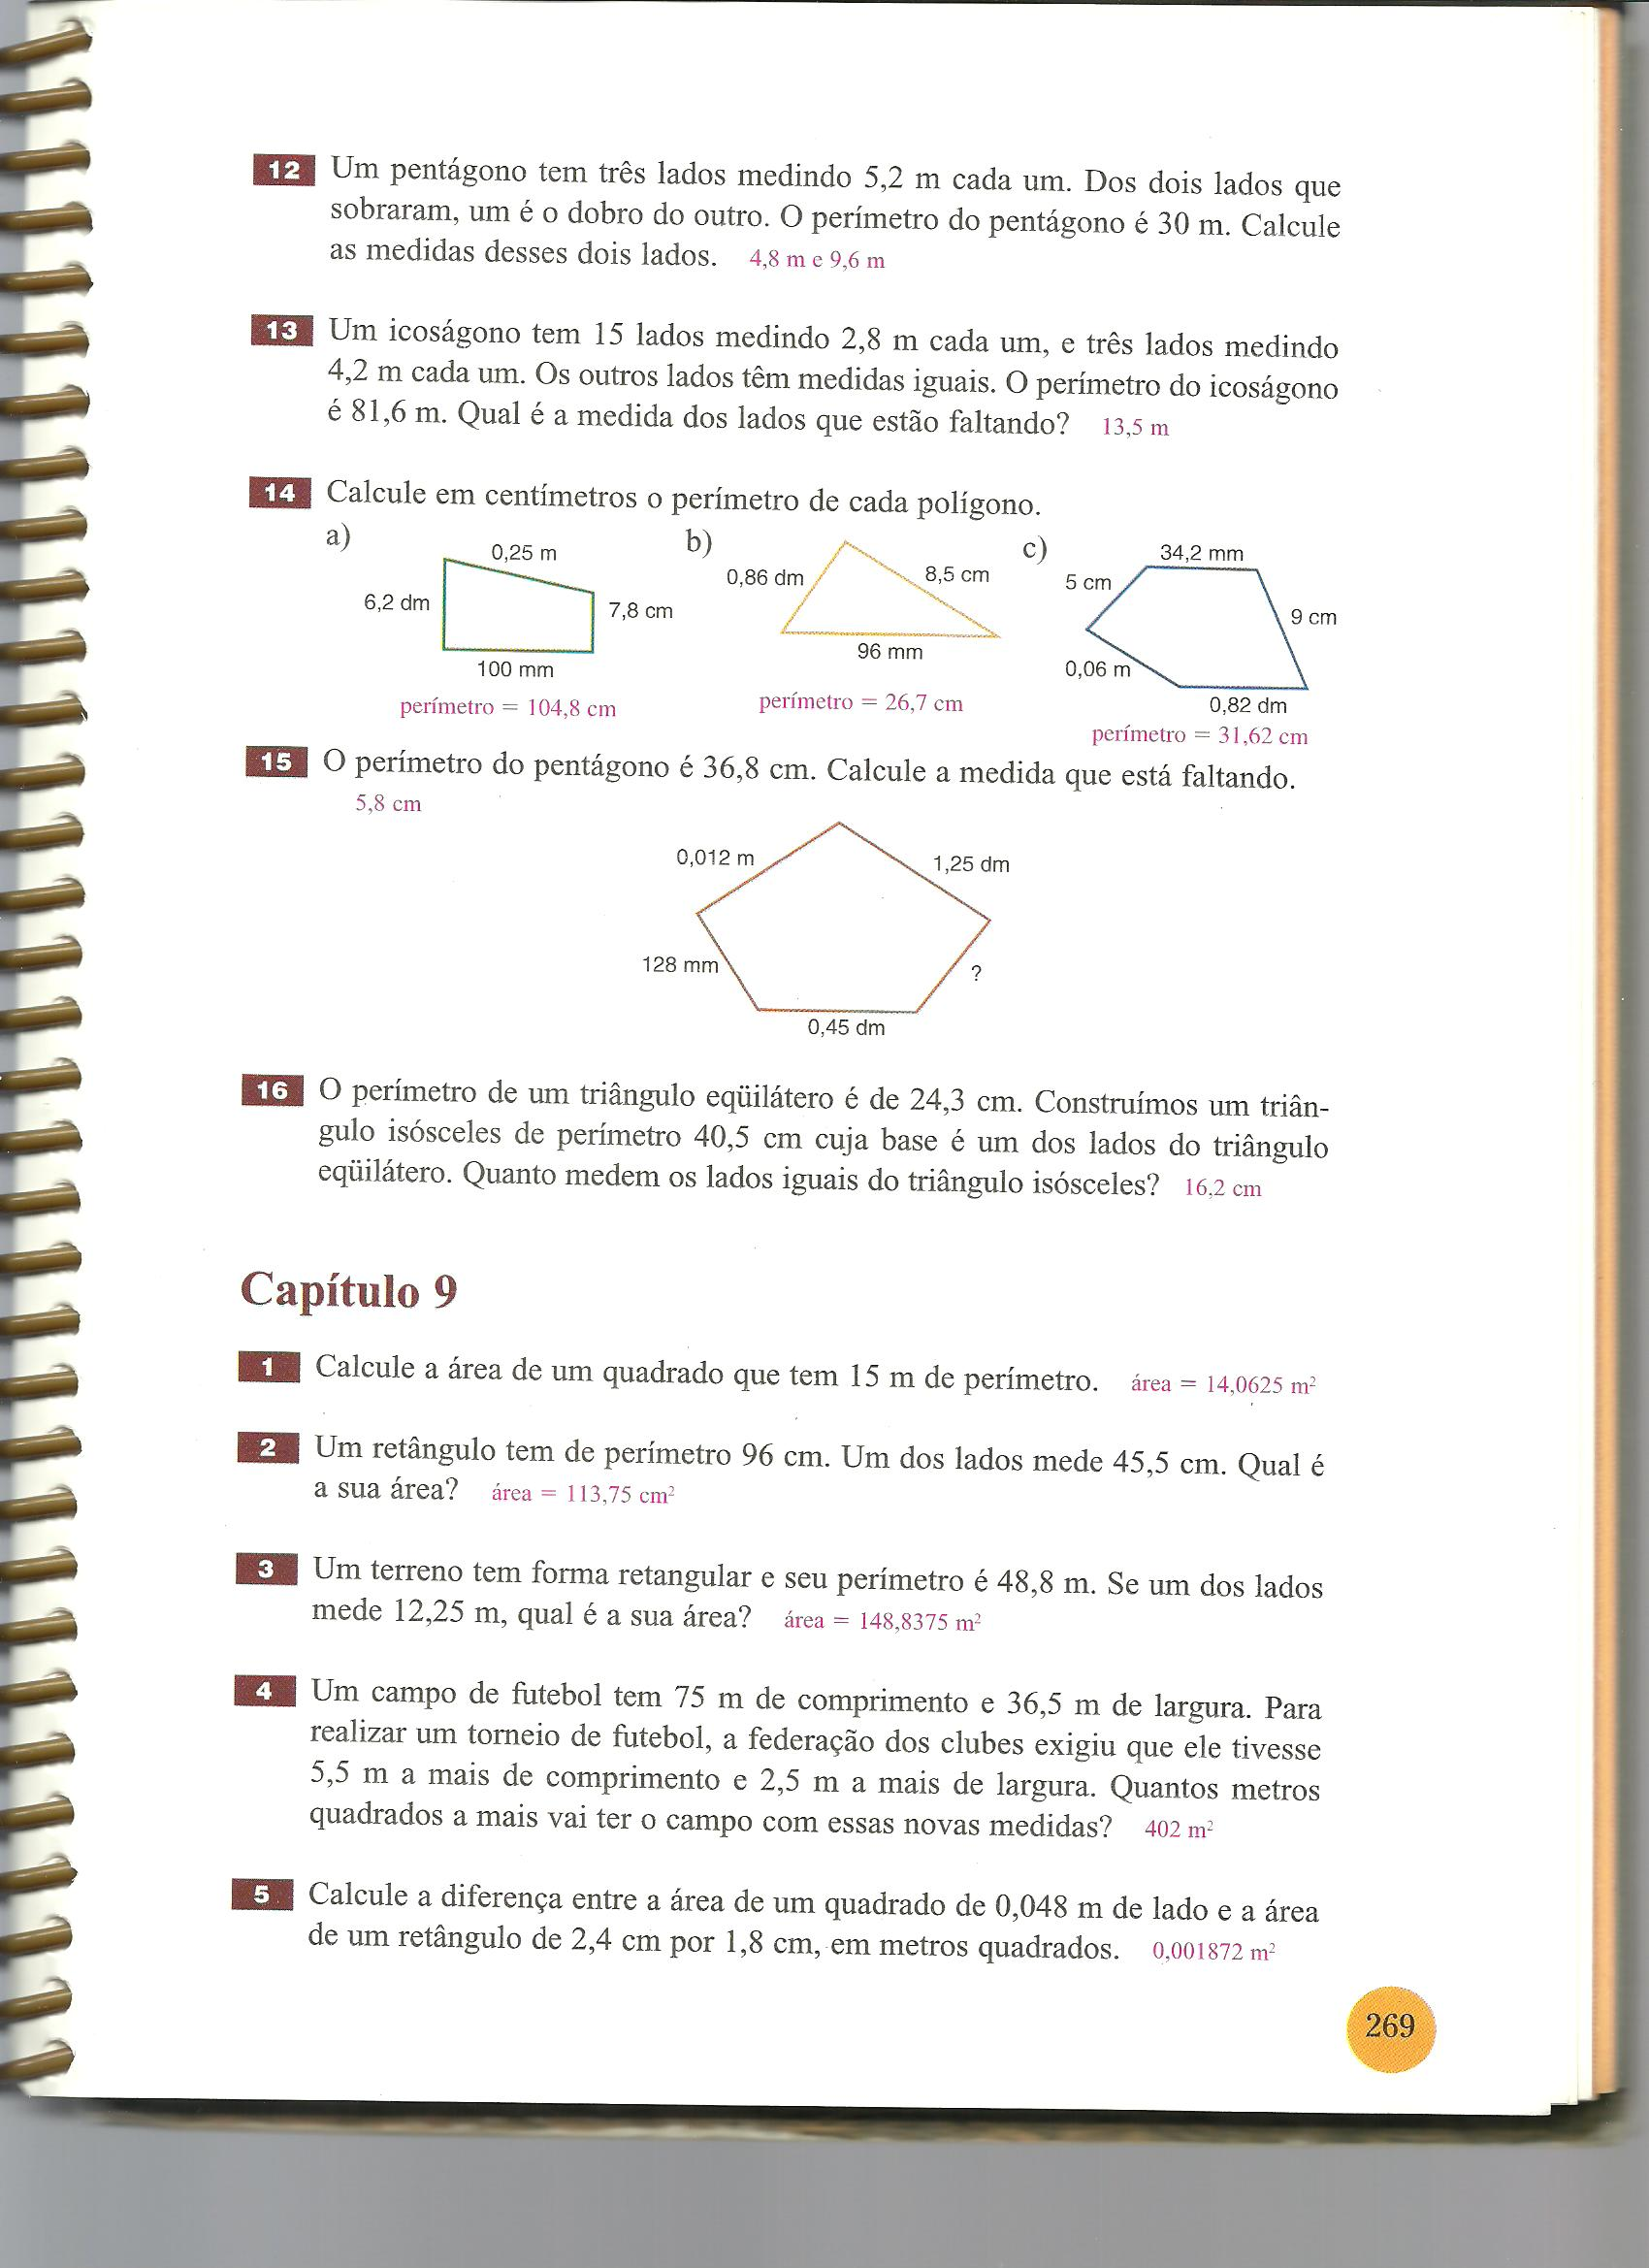 12 Um pentágono tem três lados medindo 5,2 m cada um. Dos dois lados que
sobraram, um é o dobro do outro. O perímetro do pentágono é 30 m. Calcule
as medidas desses dois lados. 4,8 m e 9,6 m
13 Um icoságono tem 15 lados medindo 2,8 m cada um, e três lados medindo
4,2 m cada um. Os outros lados têm medidas iguais. O perímetro do icoságono
é 81,6 m. Qual é a medida dos lados que estão faltando? 13,5 m
14 Calcule em centímetros o perímetro de cada polígono.
a)
0,25 m
6,2 dm
7,8 cm
100 mm
perímetro = 104,8 cm
b)
0,86 dm
8,5 cm
96 mm
perímetro = 26,7 cm
c)
34,2 mm
5 cm
9 cm
0,06 m
0,82 dm
perímetro = 31,62 cm
15 O perímetro do pentágono é 36,8 cm. Calcule a medida que está faltando.
5,8 cm
0,012 m
1,25 dm
128 mm
?
0,45 dm
16 O perímetro de um triângulo eqüilátero é de 24,3 cm. Construímos um triân-
gulo isósceles de perímetro 40,5 cm cuja base é um dos lados do triângulo
eqüilátero. Quanto medem os lados iguais do triângulo isósceles? 16,2 cm
Capítulo 9
1 Calcule a área de um quadrado que tem 15 m de perímetro. área = 14,0625 m²
2 Um retângulo tem de perímetro 96 cm. Um dos lados mede 45,5 cm. Qual é
a sua área? área = 113,75 cm²
3 Um terreno tem forma retangular e seu perímetro é 48,8 m. Se um dos lados
mede 12,25 m, qual é a sua área? área = 148,8375 m²
4 Um campo de futebol tem 75 m de comprimento e 36,5 m de largura. Para
realizar um torneio de futebol, a federação dos clubes exigiu que ele tivesse
5,5 m a mais de comprimento e 2,5 m a mais de largura. Quantos metros
quadrados a mais vai ter o campo com essas novas medidas? 402 m²
5 Calcule a diferença entre a área de um quadrado de 0,048 m de lado e a área
de um retângulo de 2,4 cm por 1,8 cm, em metros quadrados. 0,001872 m²
269